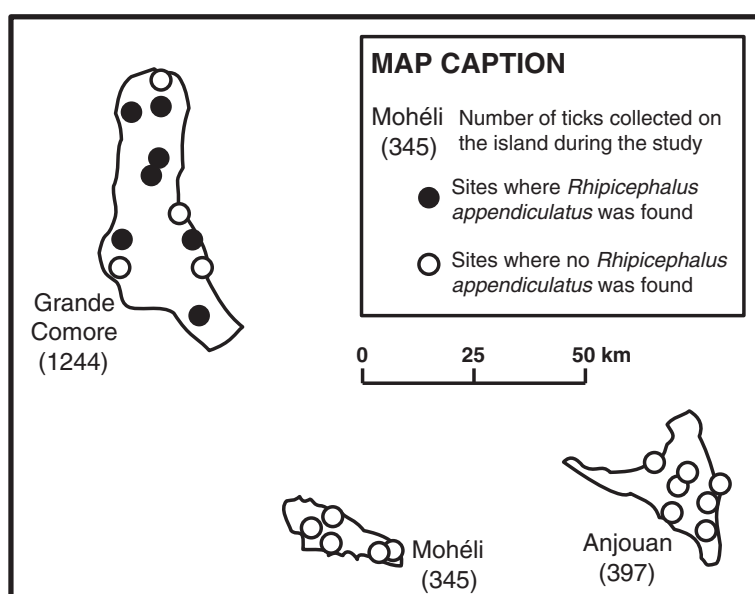 MAP CAPTION
Mohéli
(345)
Number of ticks collected on
the island during the study
Sites where Rhipicephalus
appendiculatus was found
Sites where no Rhipicephalus
appendiculatus was found
Grande
Comore
(1244)
0 25 50 km
Mohéli
(345)
Anjouan
(397)